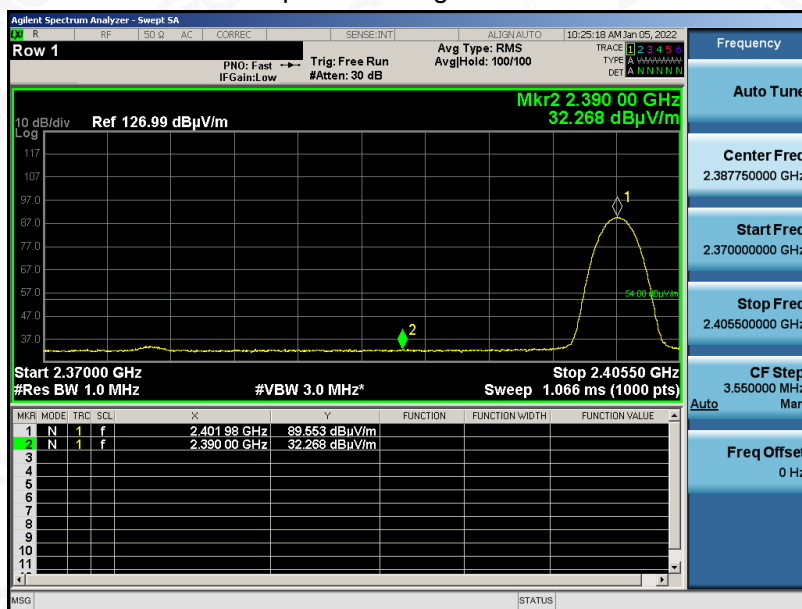 Agilent Spectrum Analyzer - Swept SA
LXI R RF 50 Ω AC CORREC SENSE:INT ALIGN AUTO 10:25:18 AM Jan 05, 2022
Row 1
PNO: Fast
IFGain:Low
Trig: Free Run
#Atten: 30 dB
Avg Type: RMS
Avg|Hold: 100/100
TRACE 1 2 3 4 5 6
TYPE A WWWWW
DET A N N N N N
Mkr2 2.390 00 GHz
32.268 dBµV/m
10 dB/div Ref 126.99 dBµV/m
Log
117
107
97.0
87.0
77.0
67.0
57.0
47.0
37.0
1
2
54.00 dBµV/m
Start 2.37000 GHz Stop 2.40550 GHz
#Res BW 1.0 MHz #VBW 3.0 MHz* Sweep 1.066 ms (1000 pts)
MKR MODE TRC SCL X Y FUNCTION FUNCTION WIDTH FUNCTION VALUE
1 N 1 f 2.401 98 GHz 89.553 dBµV/m
2 N 1 f 2.390 00 GHz 32.268 dBµV/m
3
4
5
6
7
8
9
10
11
MSG STATUS
Frequency
Auto Tune
Center Freq
2.387750000 GHz
Start Freq
2.370000000 GHz
Stop Freq
2.405500000 GHz
CF Step
3.550000 MHz
Auto Man
Freq Offset
0 Hz